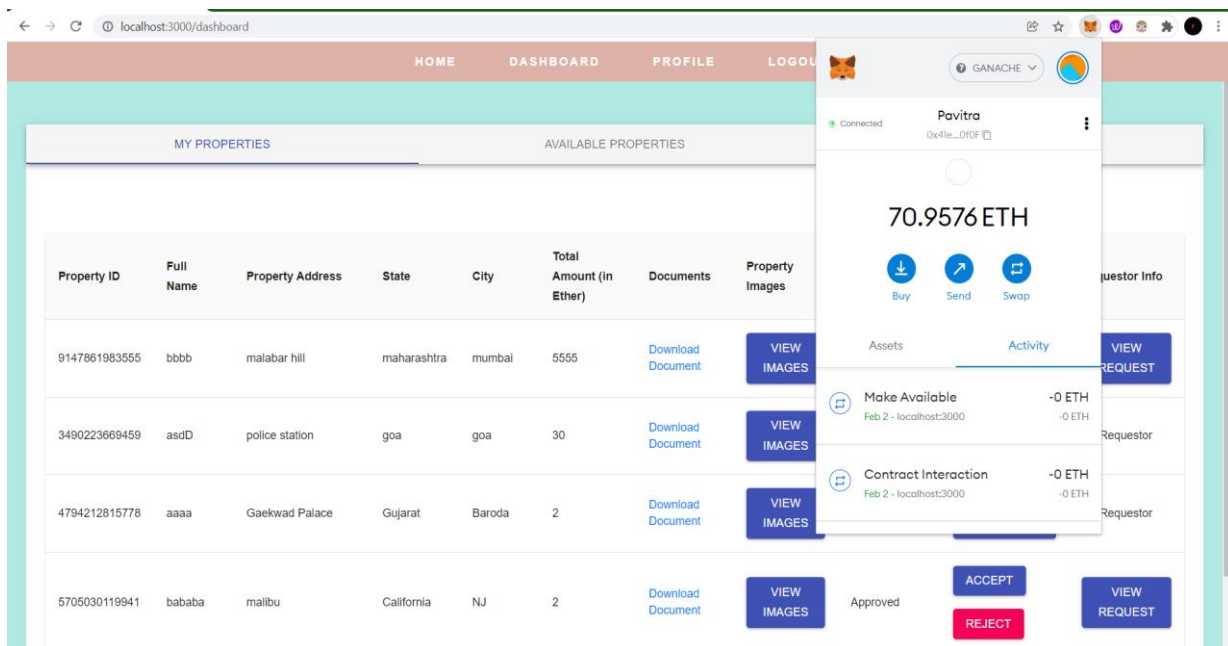 localhost:3000/dashboard
HOME DASHBOARD PROFILE LOGOU
GANACHE
Connected
Pavitra
0x41e...0f0F
MY PROPERTIES AVAILABLE PROPERTIES
70.9576 ETH
Buy Send Swap
Assets Activity
Make Available -0 ETH
Feb 2 · localhost:3000 -0 ETH
Contract Interaction -0 ETH
Feb 2 · localhost:3000 -0 ETH
Property ID
Full
Name
Property Address
State
City
Total
Amount (in
Ether)
Documents
Property
Images
questor Info
9147861983555 bbbb malabar hill maharashtra mumbai 5555
Download
Document
VIEW
IMAGES
VIEW
REQUEST
3490223669459 asdD police station goa goa 30
Download
Document
VIEW
IMAGES
Requestor
4794212815778 aaaa Gaekwad Palace Gujarat Baroda 2
Download
Document
VIEW
IMAGES
Requestor
5705030119941 bababa malibu California NJ 2
Download
Document
VIEW
IMAGES
Approved
ACCEPT
REJECT
VIEW
REQUEST